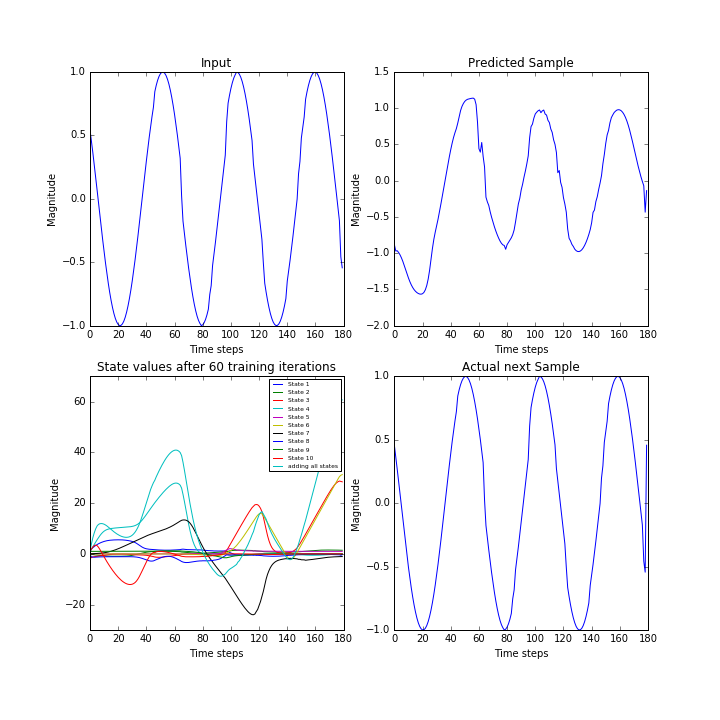 Input
Magnitude
1.0
0.5
0.0
−0.5
−1.0
0 20 40 60 80 100 120 140 160 180
Time steps
Predicted Sample
Magnitude
1.5
1.0
0.5
0.0
−0.5
−1.0
−1.5
−2.0
0 20 40 60 80 100 120 140 160 180
Time steps
State values after 60 training iterations
Magnitude
60
40
20
0
−20
0 20 40 60 80 100 120 140 160 180
Time steps
State 1
State 2
State 3
State 4
State 5
State 6
State 7
State 8
State 9
State 10
adding all states
Actual next Sample
Magnitude
1.0
0.5
0.0
−0.5
−1.0
0 20 40 60 80 100 120 140 160 180
Time steps